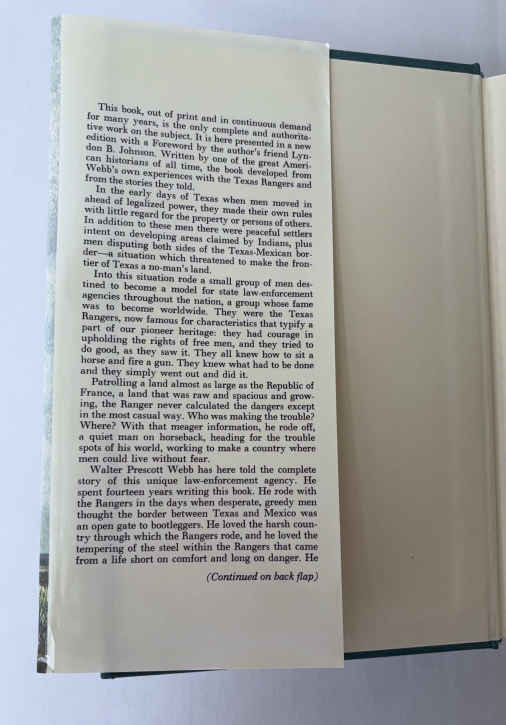 This book, out of print and in continuous demand
for many years, is the only complete and authorita-
tive work on the subject. It is here presented in a new
edition with a Foreword by the author's friend Lyn-
don B. Johnson. Written by one of the great Ameri-
can historians of all time, the book developed from
Webb's own experiences with the Texas Rangers and
from the stories they told.
In the early days of Texas when men moved in
ahead of legalized power, they made their own rules
with little regard for the property or persons of others.
In addition to these men there were peaceful settlers
intent on developing areas claimed by Indians, plus
men disputing both sides of the Texas-Mexican bor-
der—a situation which threatened to make the fron-
tier of Texas a no-man's land.
Into this situation rode a small group of men des-
tined to become a model for state law-enforcement
agencies throughout the nation, a group whose fame
was to become worldwide. They were the Texas
Rangers, now famous for characteristics that typify a
part of our pioneer heritage: they had courage in
upholding the rights of free men, and they tried to
do good, as they saw it. They all knew how to sit a
horse and fire a gun. They knew what had to be done
and they simply went out and did it.
Patrolling a land almost as large as the Republic of
France, a land that was raw and spacious and grow-
ing, the Ranger never calculated the dangers except
in the most casual way. Who was making the trouble?
Where? With that meager information, he rode off,
a quiet man on horseback, heading for the trouble
spots of his world, working to make a country where
men could live without fear.
Walter Prescott Webb has here told the complete
story of this unique law-enforcement agency. He
spent fourteen years writing this book. He rode with
the Rangers in the days when desperate, greedy men
thought the border between Texas and Mexico was
an open gate to bootleggers. He loved the harsh coun-
try through which the Rangers rode, and he loved the
tempering of the steel within the Rangers that came
from a life short on comfort and long on danger. He
(Continued on back flap)